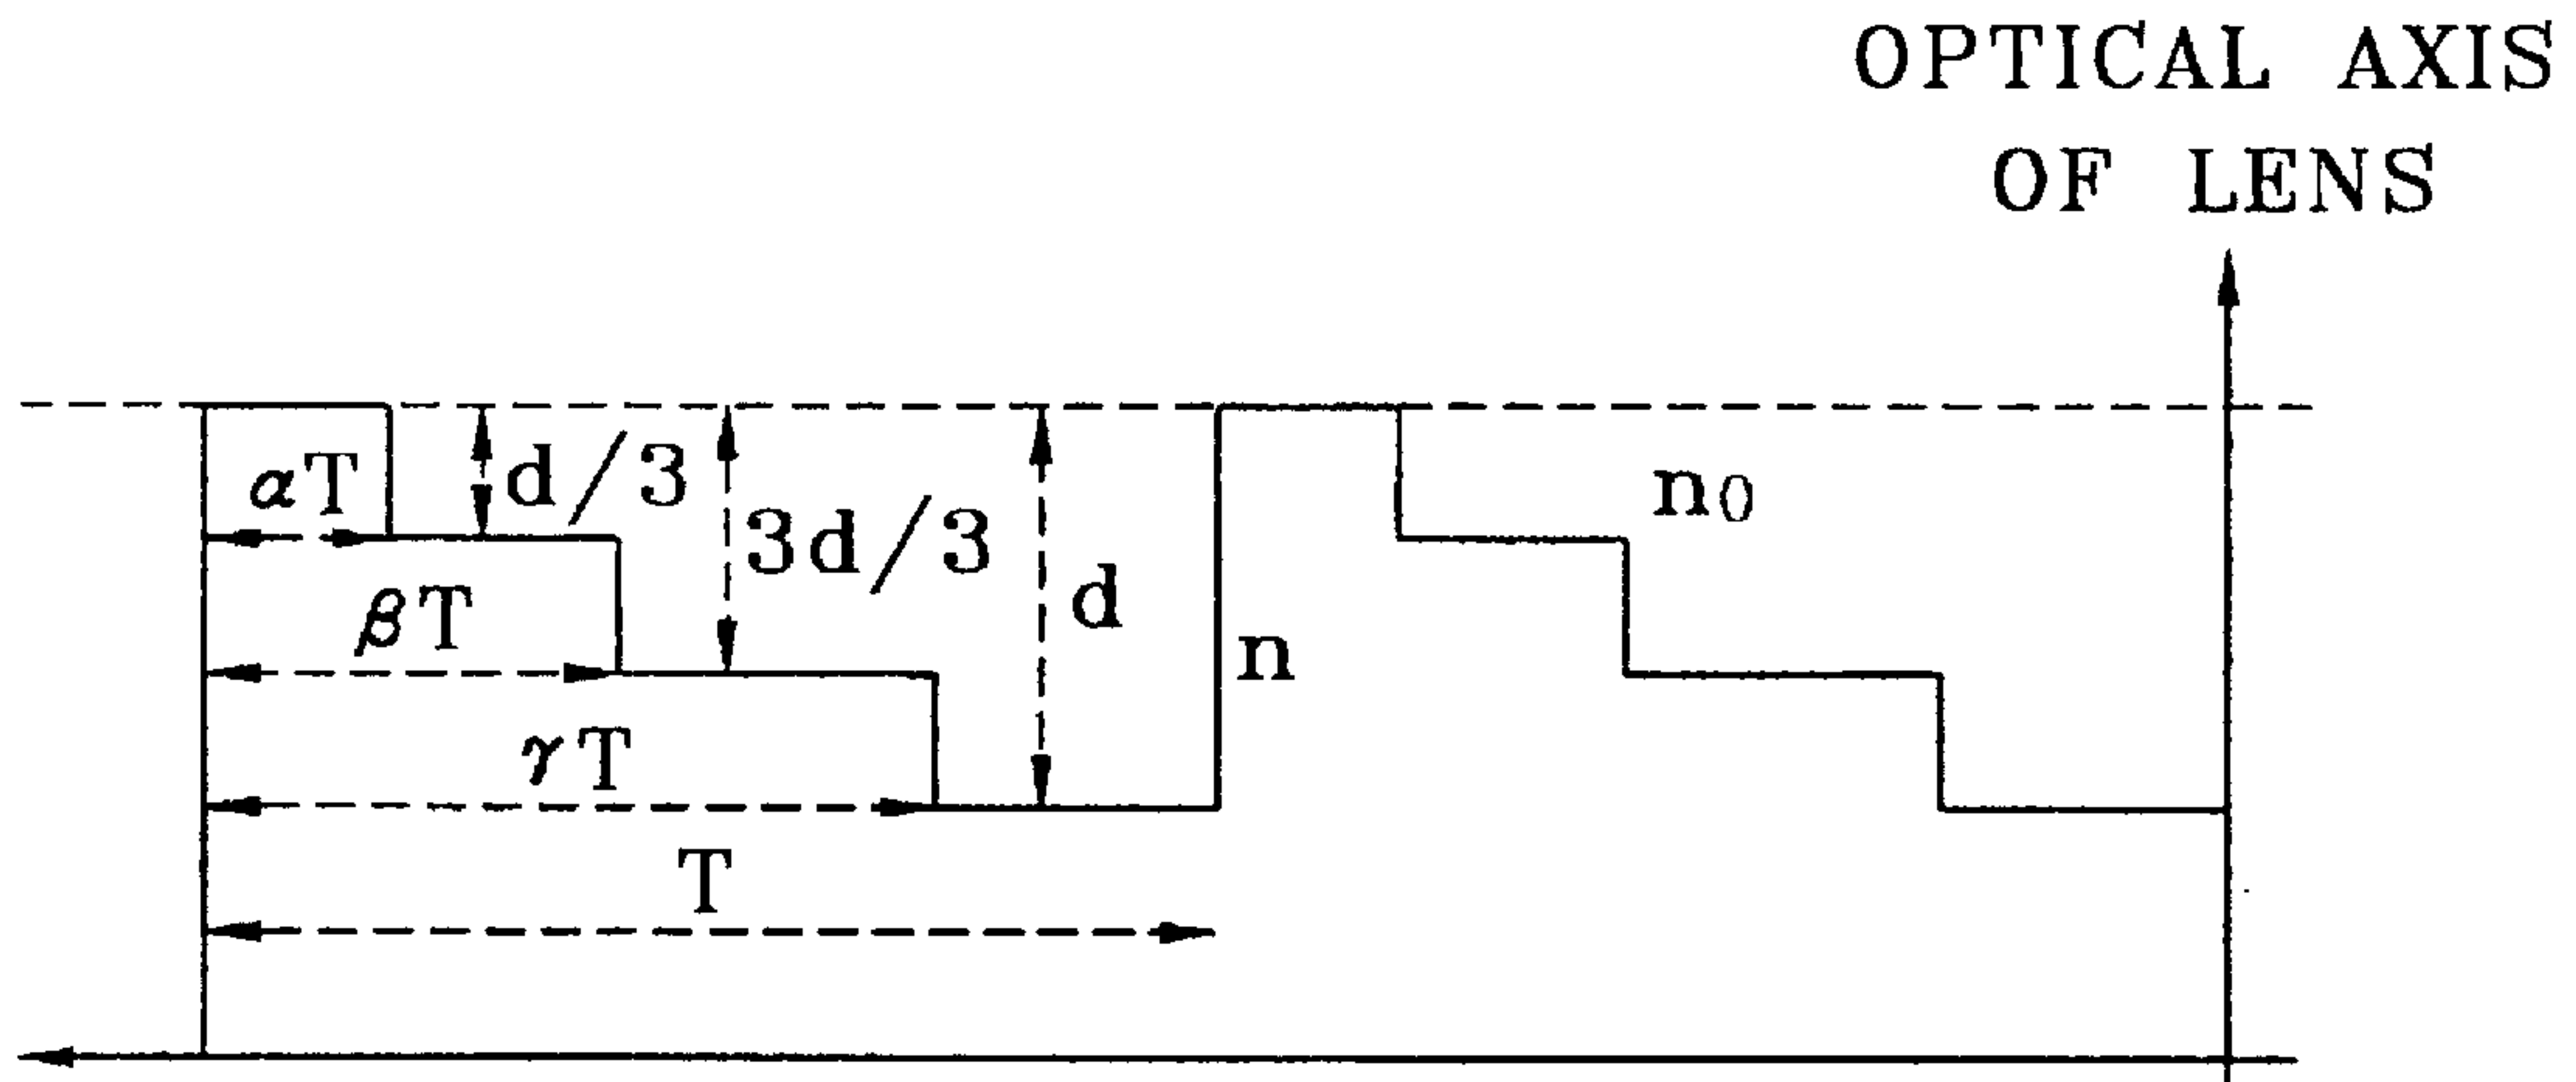 OPTICAL AXIS
OF LENS
αT
d/3
3d/3
d
n₀
βT
n
γT
T